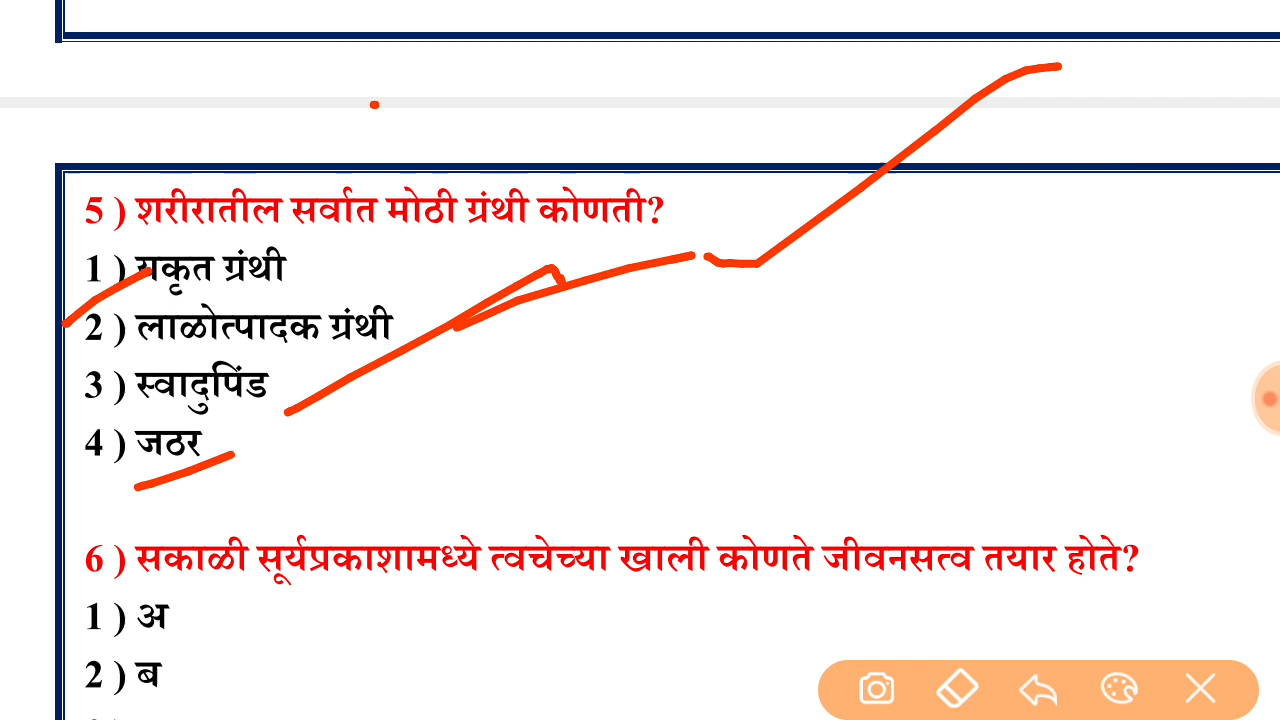 5 ) शरीरातील सर्वात मोठी ग्रंथी कोणती?
1 ) यकृत ग्रंथी
2 ) लाळोत्पादक ग्रंथी
3 ) स्वादुपिंड
4 ) जठर
6 ) सकाळी सूर्यप्रकाशामध्ये त्वचेच्या खाली कोणते जीवनसत्व तयार होते?
1 ) अ
2 ) ब